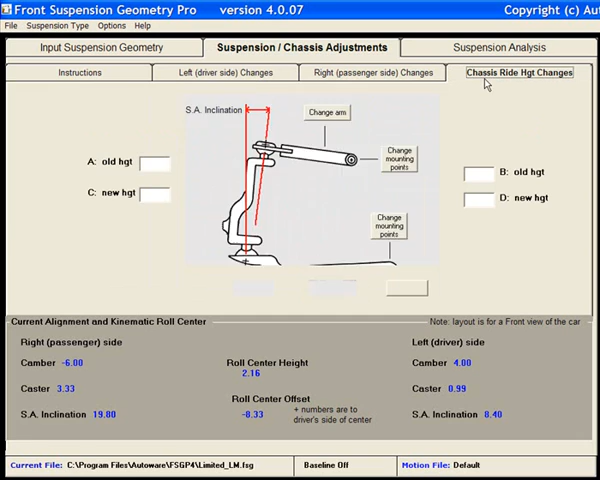 Front Suspension Geometry Pro version 4.0.07 Copyright (c) Au
File Suspension Type Options Help
Input Suspension Geometry Suspension / Chassis Adjustments Suspension Analysis
Instructions Left (driver side) Changes Right (passenger side) Changes Chassis Ride Hgt Changes
S.A. Inclination
Change arm
Change mounting points
A: old hgt
B: old hgt
C: new hgt
D: new hgt
Change mounting points
Current Alignment and Kinematic Roll Center Note: layout is for a Front view of the car
Right (passenger) side
Left (driver) side
Camber -6.00
Roll Center Height
2.16
Camber 4.00
Caster 3.33
Caster 0.99
Roll Center Offset
-8.33
+ numbers are to driver's side of center
S.A. Inclination 19.80
S.A. Inclination 8.40
Current File: C:\Program Files\Autoware\FSGP4\Limited_LM.fsg Baseline Off Motion File: Default